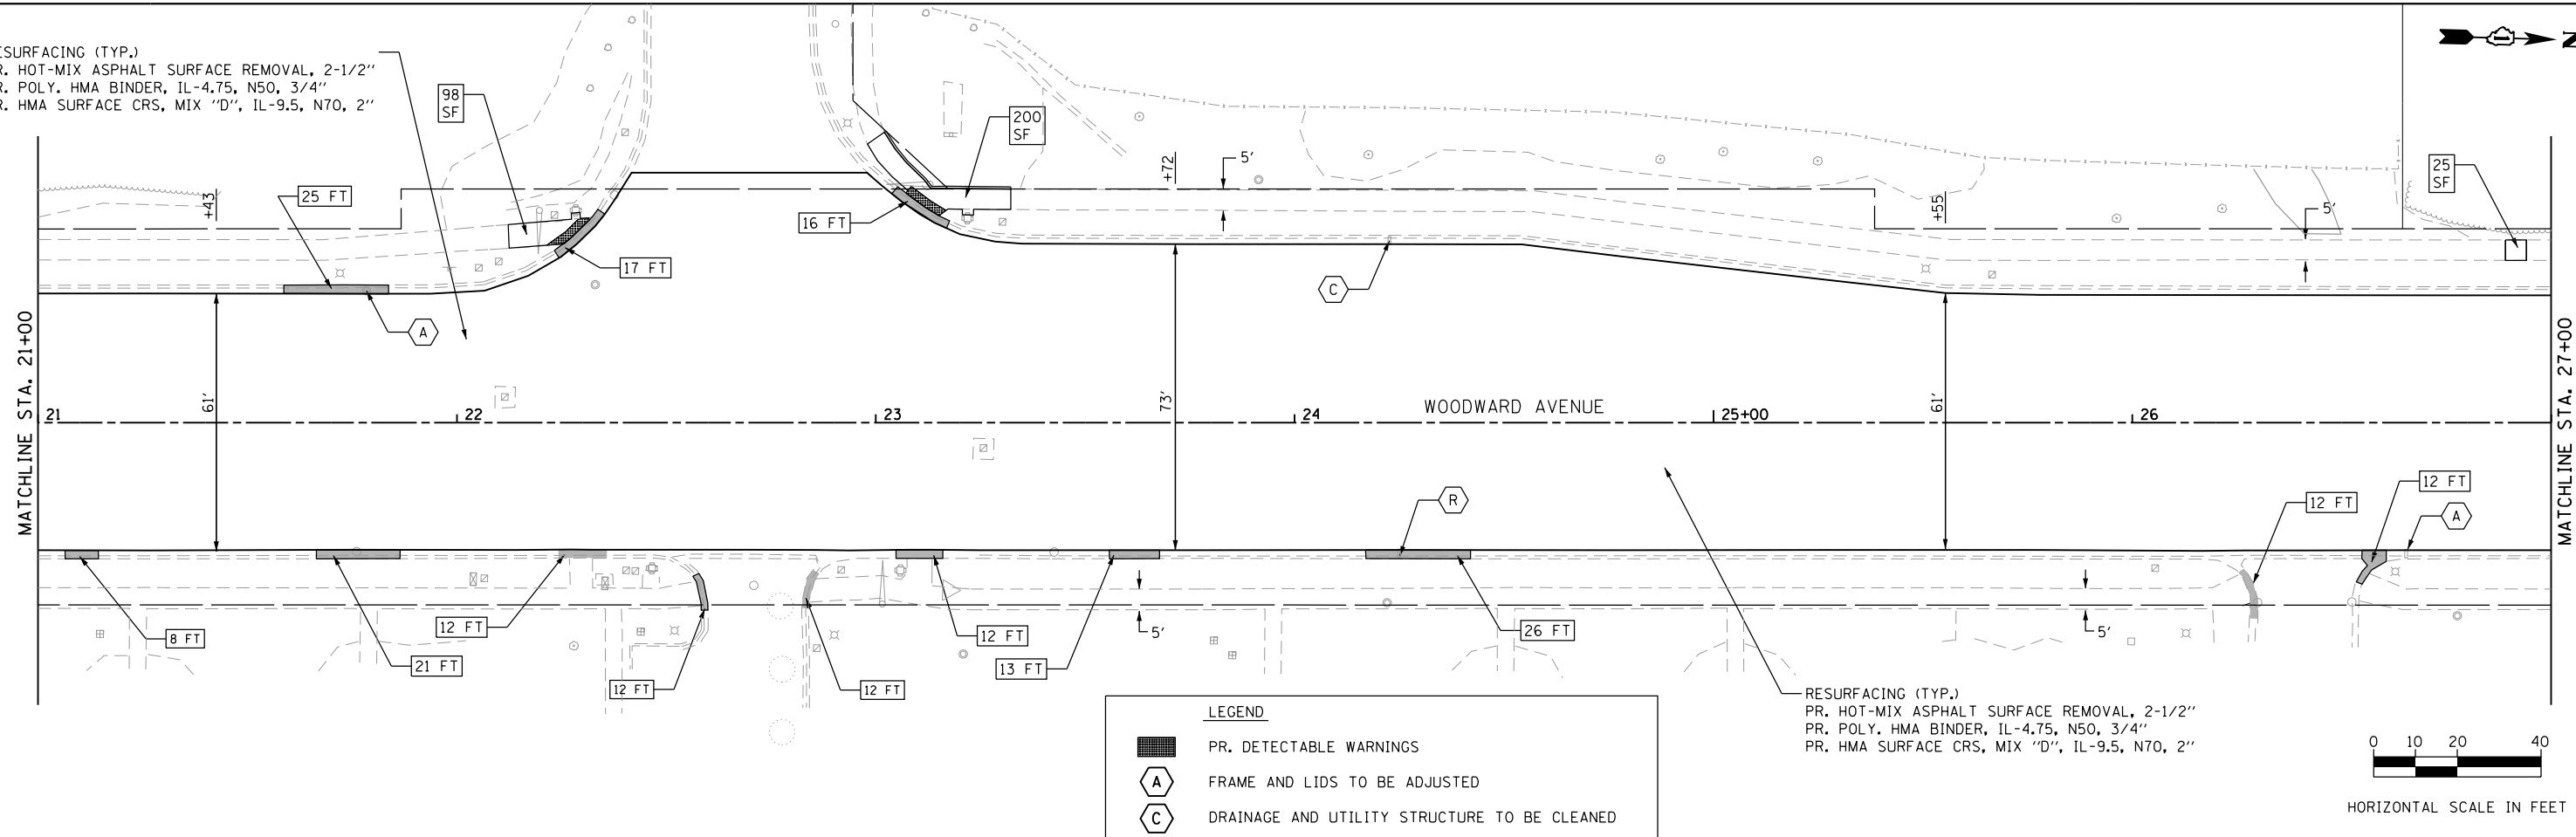 ESURFACING (TYP.)
R. HOT-MIX ASPHALT SURFACE REMOVAL, 2-1/2"
R. POLY. HMA BINDER, IL-4.75, N50, 3/4"
R. HMA SURFACE CRS, MIX "D", IL-9.5, N70, 2"
N
98
SF
200
SF
25
SF
+72
5'
+43
25 FT
16 FT
+55
5'
17 FT
C
A
MATCHLINE STA. 21+00
61'
73'
61'
MATCHLINE STA. 27+00
21
22
23
24
WOODWARD AVENUE
25+00
26
R
12 FT
12 FT
A
8 FT
12 FT
21 FT
12 FT
12 FT
12 FT
13 FT
5'
26 FT
5'
LEGEND
PR. DETECTABLE WARNINGS
A
FRAME AND LIDS TO BE ADJUSTED
C
DRAINAGE AND UTILITY STRUCTURE TO BE CLEANED
RESURFACING (TYP.)
PR. HOT-MIX ASPHALT SURFACE REMOVAL, 2-1/2"
PR. POLY. HMA BINDER, IL-4.75, N50, 3/4"
PR. HMA SURFACE CRS, MIX "D", IL-9.5, N70, 2"
0 10 20 40
HORIZONTAL SCALE IN FEET